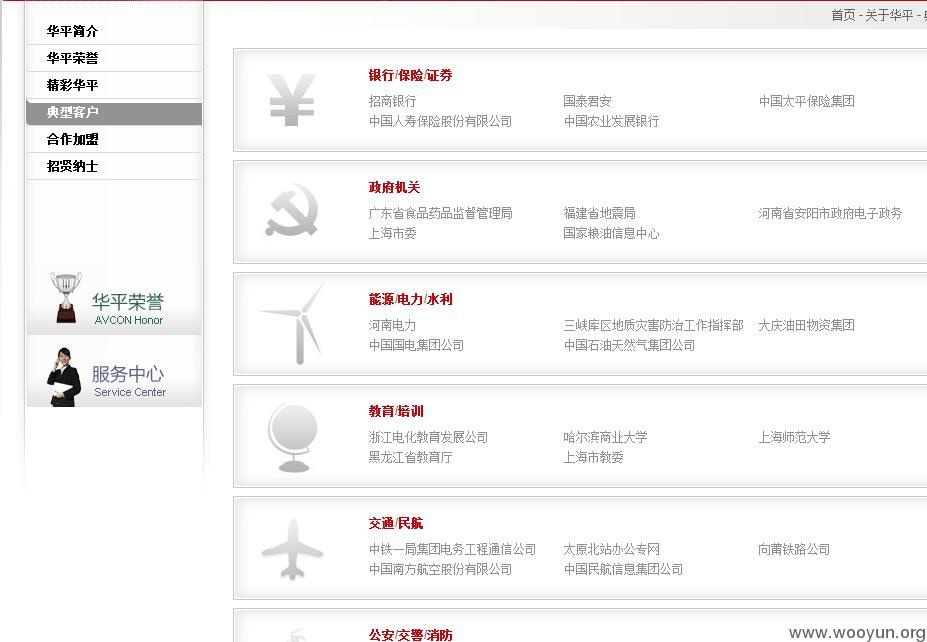 首页 - 关于华平 -
华平简介
华平荣誉
精彩华平
典型客户
合作加盟
招贤纳士
华平荣誉
AVCON Honor
服务中心
Service Center
银行/保险/证券
招商银行 国泰君安 中国太平保险集团
中国人寿保险股份有限公司 中国农业发展银行
政府机关
广东省食品药品监督管理局 福建省地震局 河南省安阳市政府电子政务
上海市委 国家粮油信息中心
能源/电力/水利
河南电力 三峡库区地质灾害防治工作指挥部 大庆油田物资集团
中国国电集团公司 中国石油天然气集团公司
教育/培训
浙江电化教育发展公司 哈尔滨商业大学 上海师范大学
黑龙江省教育厅 上海市教委
交通/民航
中铁一局集团电务工程通信公司 太原北站办公专网 向莆铁路公司
中国南方航空股份有限公司 中国民航信息集团公司
公安/交警/消防
www.wooyun.org